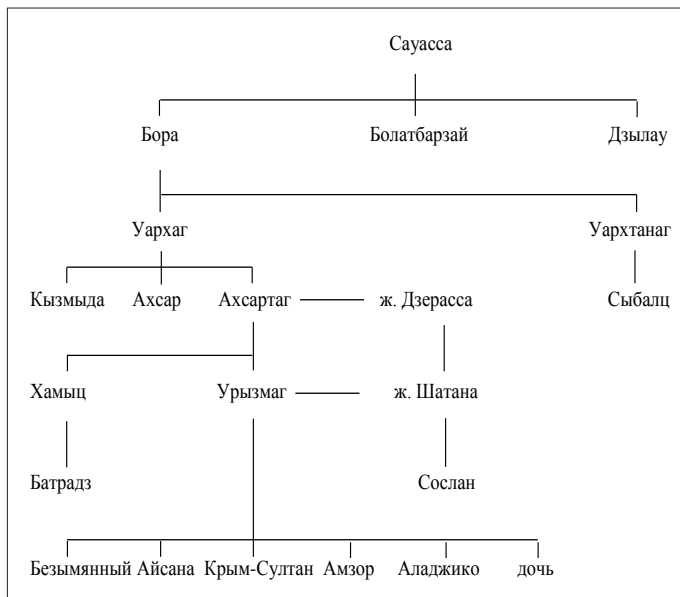 Сауасса
Бора Болатбарзай Дзылау
Уархаг Уархтанаг
Кызмыда Ахсар Ахсартаг ж. Дзерасса Сыбалц
Хамыц Урызмаг ж. Шатана
Батрадз Сослан
Безымянный Айсана Крым-Султан Амзор Аладжико дочь